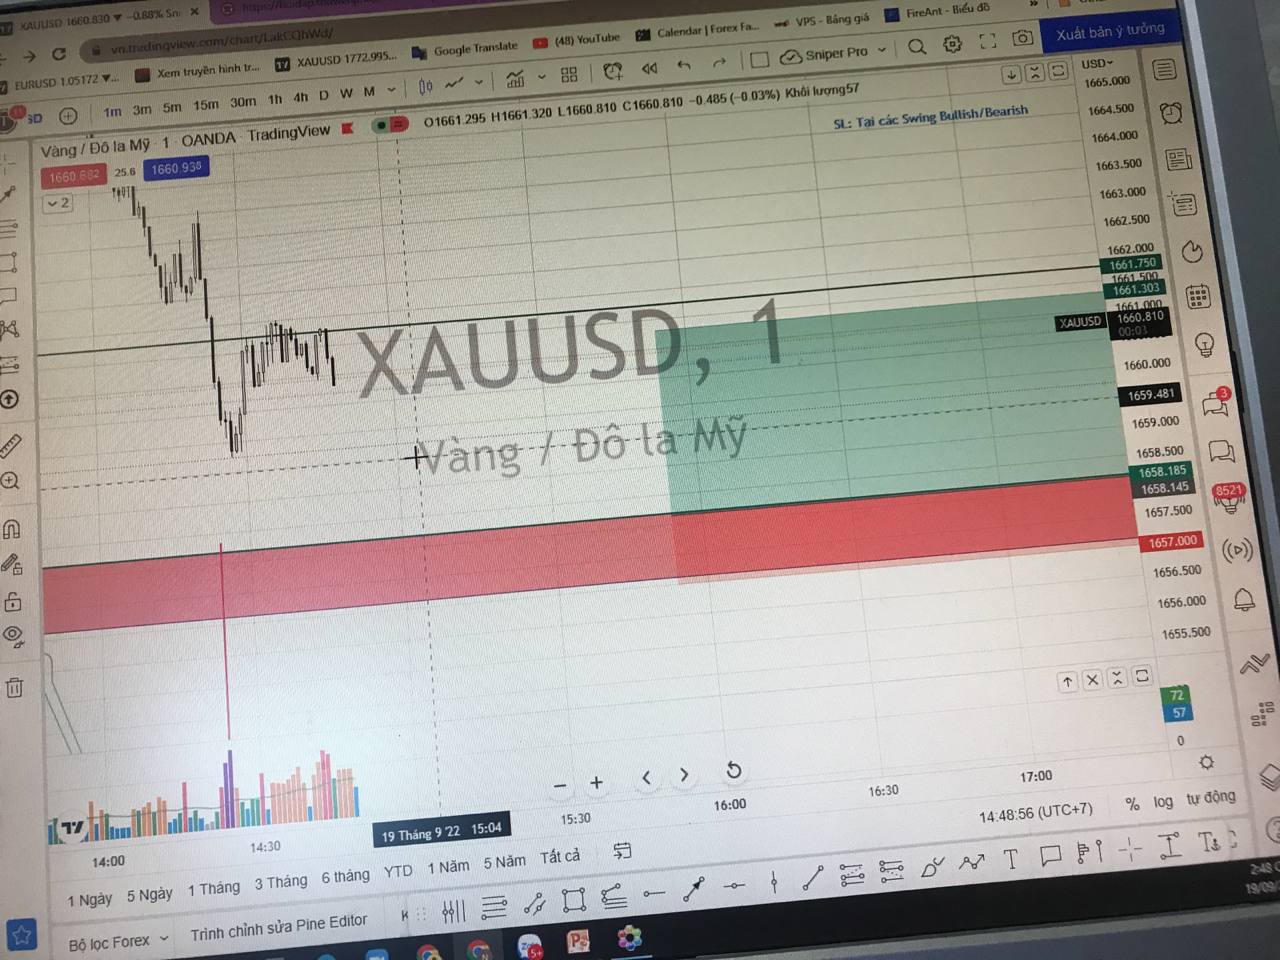 XAUUSD 1660.830 ▼ −0.88% Sni
vn.tradingview.com/chart/LakCQhWd/
EURUSD 1.05172 ▼...
Xem truyền hình tr...
XAUUSD 1772.995...
Google Translate
(48) YouTube
Calendar | Forex Fa...
VPS - Bảng giá
FireAnt - Biểu đồ
»
1m 3m 5m 15m 30m 1h 4h D W M
Sniper Pro
Xuất bản ý tưởng
Vàng / Đô la Mỹ · 1 · OANDA · TradingView
O1661.295 H1661.320 L1660.810 C1660.810 −0.485 (−0.03%) Khối lượng57
1660.682 25.6 1660.938
2
SL: Tại các Swing Bullish/Bearish
USD
1665.000
1664.500
1664.000
1663.500
1663.000
1662.500
1662.000
1661.750
1661.500
1661.303
1661.000
XAUUSD 1660.810
00:03
1660.000
1659.481
1659.000
1658.500
1658.185
1658.145
1657.500
1657.000
1656.500
1656.000
1655.500
XAUUSD, 1
Vàng / Đô la Mỹ
3
8521
72
57
0
14:00
14:30
19 Tháng 9 '22 15:04
15:30
16:00
16:30
17:00
14:48:56 (UTC+7) % log tự động
1 Ngày 5 Ngày 1 Tháng 3 Tháng 6 tháng YTD 1 Năm 5 Năm Tất cả
Bộ lọc Forex
Trình chỉnh sửa Pine Editor
5+
2:48